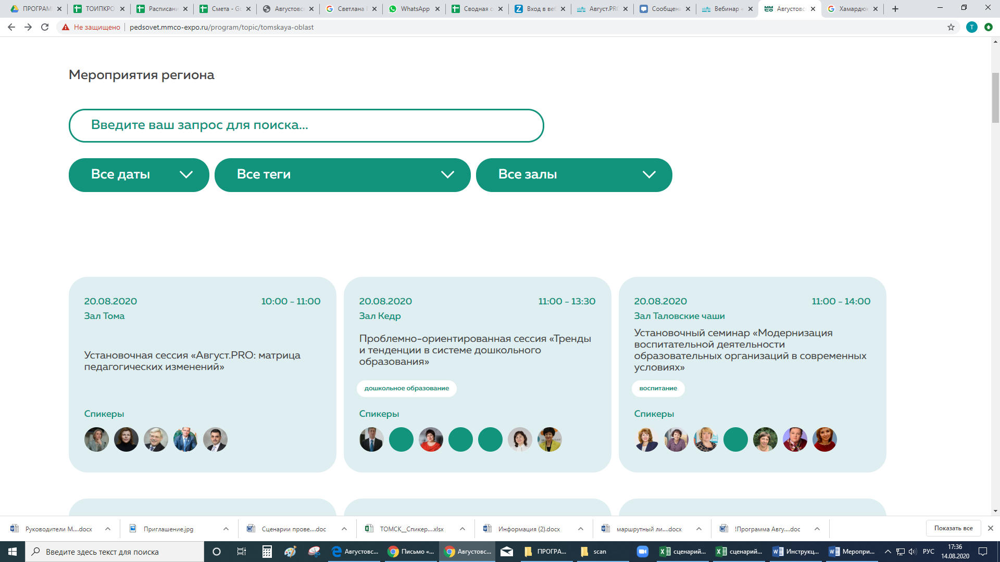 ПРОГРАМ
ТОИПКРО
Расписани
Смета - Go
Августовс
Светлана
WhatsApp
Сводная с
Вход в ве
Август.PRO
Сообщен
Вебинар «
Августовс
Хамардюк
Не защищено
pedsovet.mmco-expo.ru/program/topic/tomskaya-oblast
T
Мероприятия региона
Введите ваш запрос для поиска...
Все даты
Все теги
Все залы
20.08.2020 10:00 - 11:00
Зал Тома
Установочная сессия «Август.PRO: матрица
педагогических изменений»
Спикеры
20.08.2020 11:00 - 13:30
Зал Кедр
Проблемно-ориентированная сессия «Тренды
и тенденции в системе дошкольного
образования»
дошкольное образование
Спикеры
20.08.2020 11:00 - 14:00
Зал Таловские чаши
Установочный семинар «Модернизация
воспитательной деятельности
образовательных организаций в современных
условиях»
воспитание
Спикеры
Руководители М....docx
Приглашение.jpg
Сценарии прове....doc
ТОМСК__Спикер....xlsx
Информация (2).docx
маршрутный ли....docx
!Программа Авгу....doc
Показать все
Введите здесь текст для поиска
Августовс...
Письмо «...
Августовс...
ПРОГРА...
scan
сценарий...
сценарий...
Инструкц...
Меропри...
РУС
17:36
14.08.2020